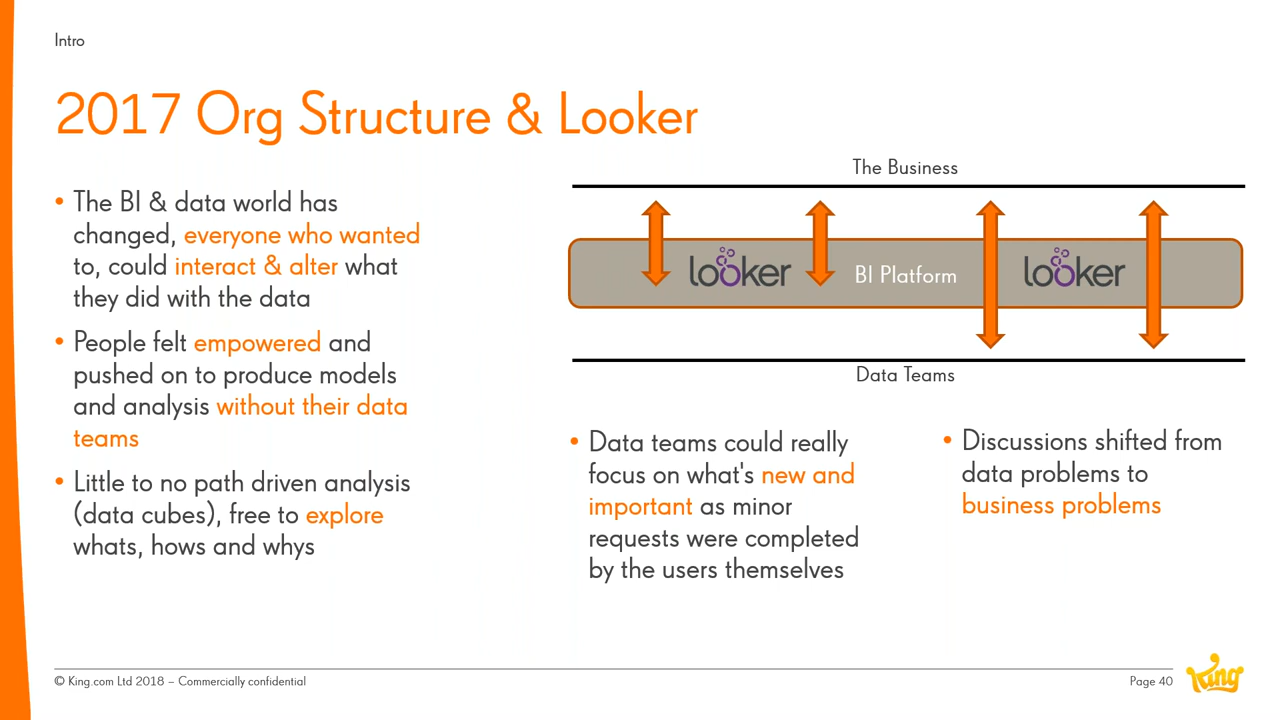 Intro
2017 Org Structure & Looker
• The BI & data world has
changed, everyone who wanted
to, could interact & alter what
they did with the data
• People felt empowered and
pushed on to produce models
and analysis without their data
teams
• Little to no path driven analysis
(data cubes), free to explore
whats, hows and whys
The Business
looker BI Platform looker
Data Teams
• Data teams could really
focus on what's new and
important as minor
requests were completed
by the users themselves
• Discussions shifted from
data problems to
business problems
© King.com Ltd 2018 – Commercially confidential
Page 40
King